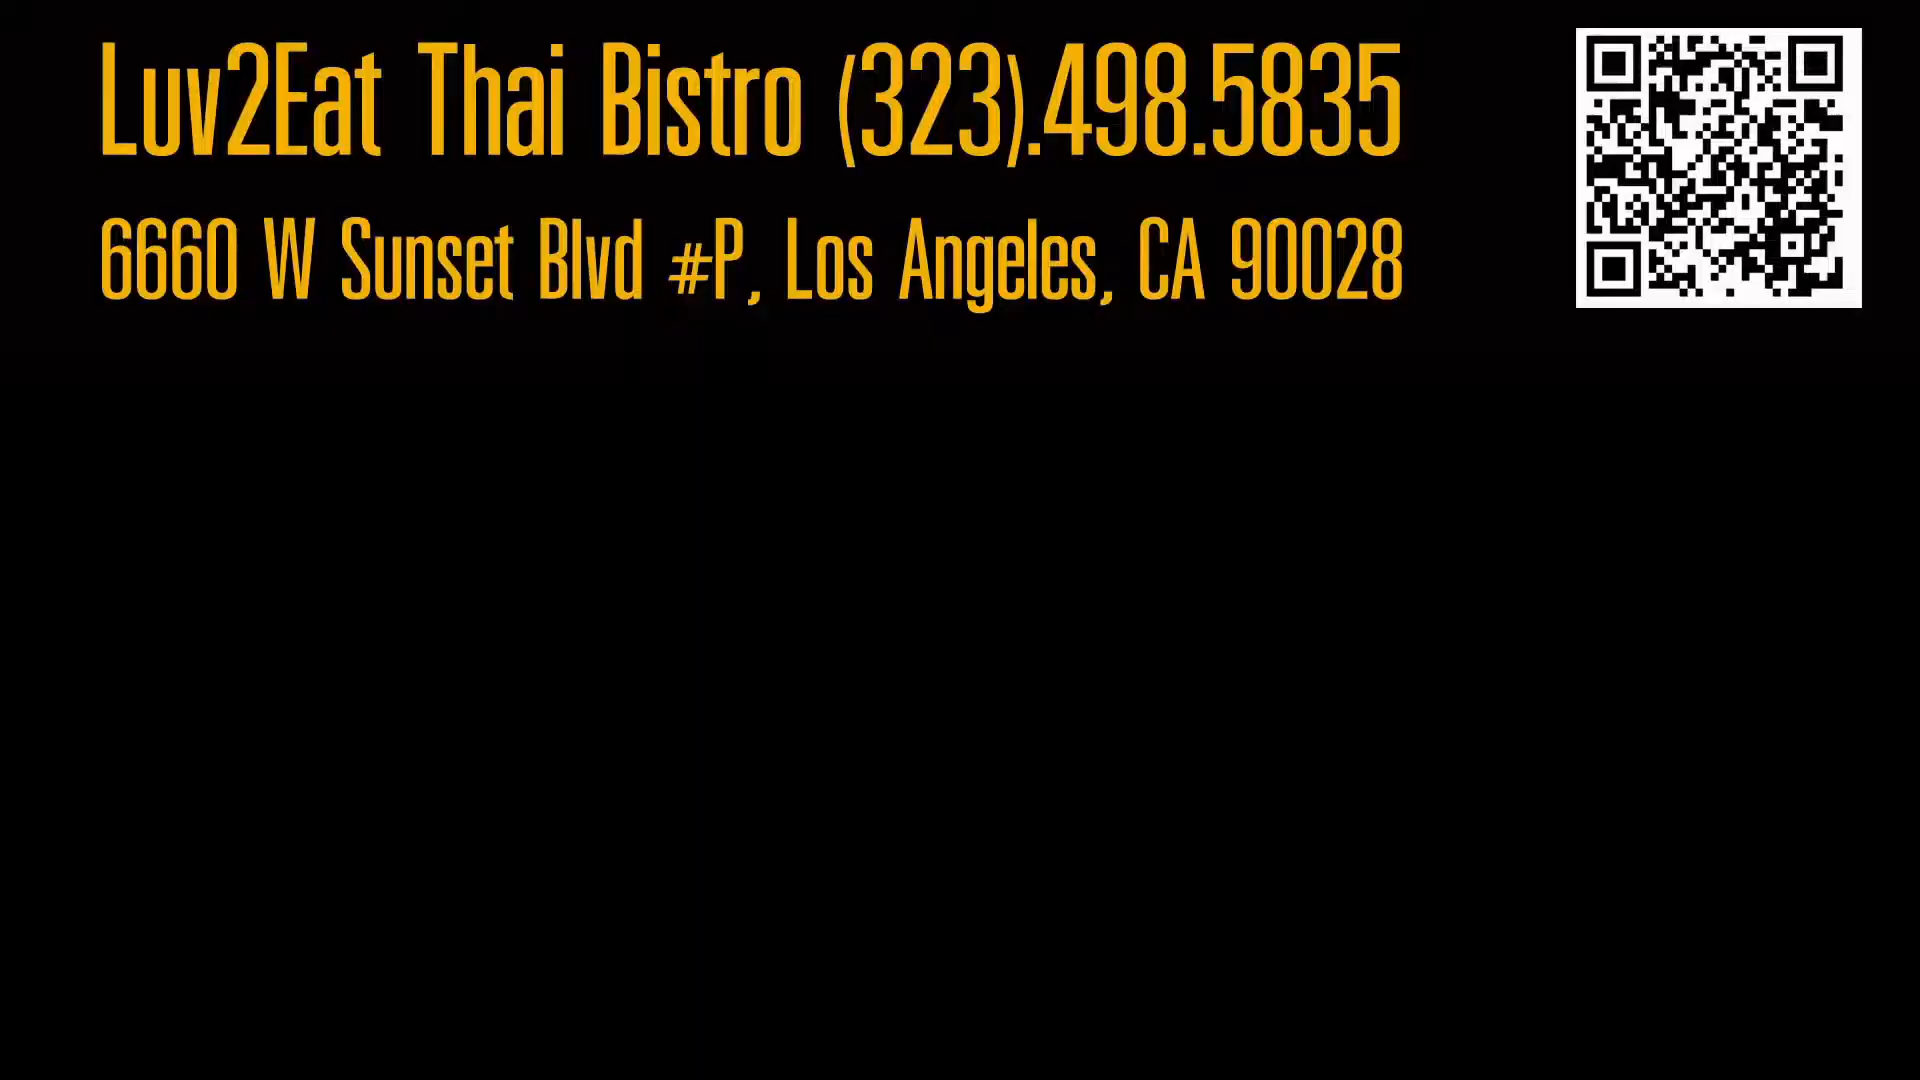 Luv2Eat Thai Bistro (323).498.5835
6660 W Sunset Blvd #P, Los Angeles, CA 90028